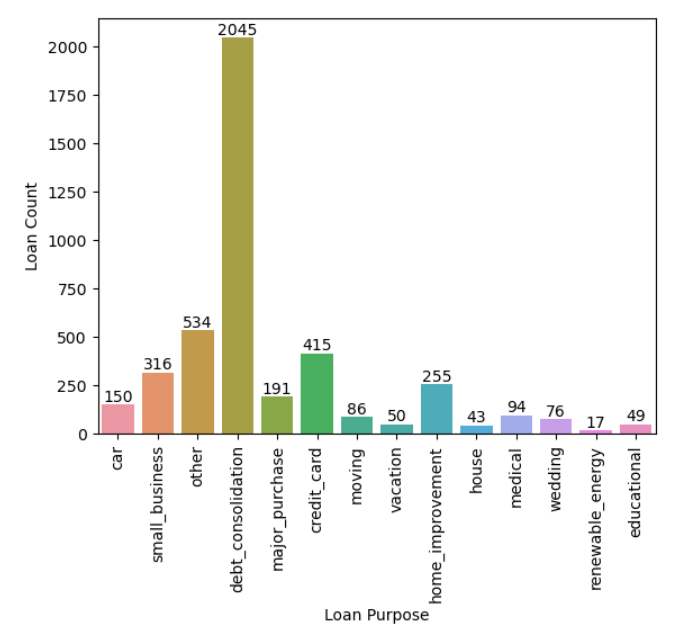 2045
2000
1750
1500
1250
1000
750
500
250
0
Loan Count
150
316
534
191
415
86
50
255
43
94
76
17
49
car
small_business
other
debt_consolidation
major_purchase
credit_card
moving
vacation
home_improvement
house
medical
wedding
renewable_energy
educational
Loan Purpose